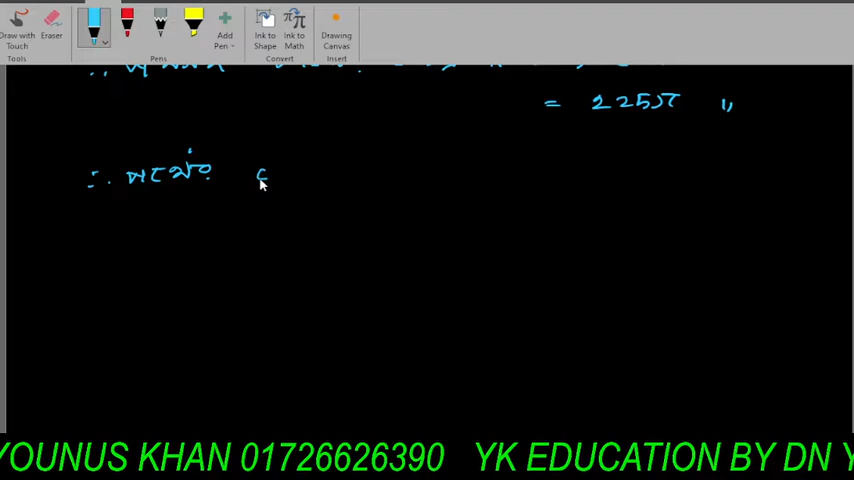 Draw with Touch Eraser Add Pen Ink to Shape Ink to Math Drawing Canvas
Tools Pens Convert Insert
= 225π ,,
∴
YOUNUS KHAN 01726626390 YK EDUCATION BY DN Y